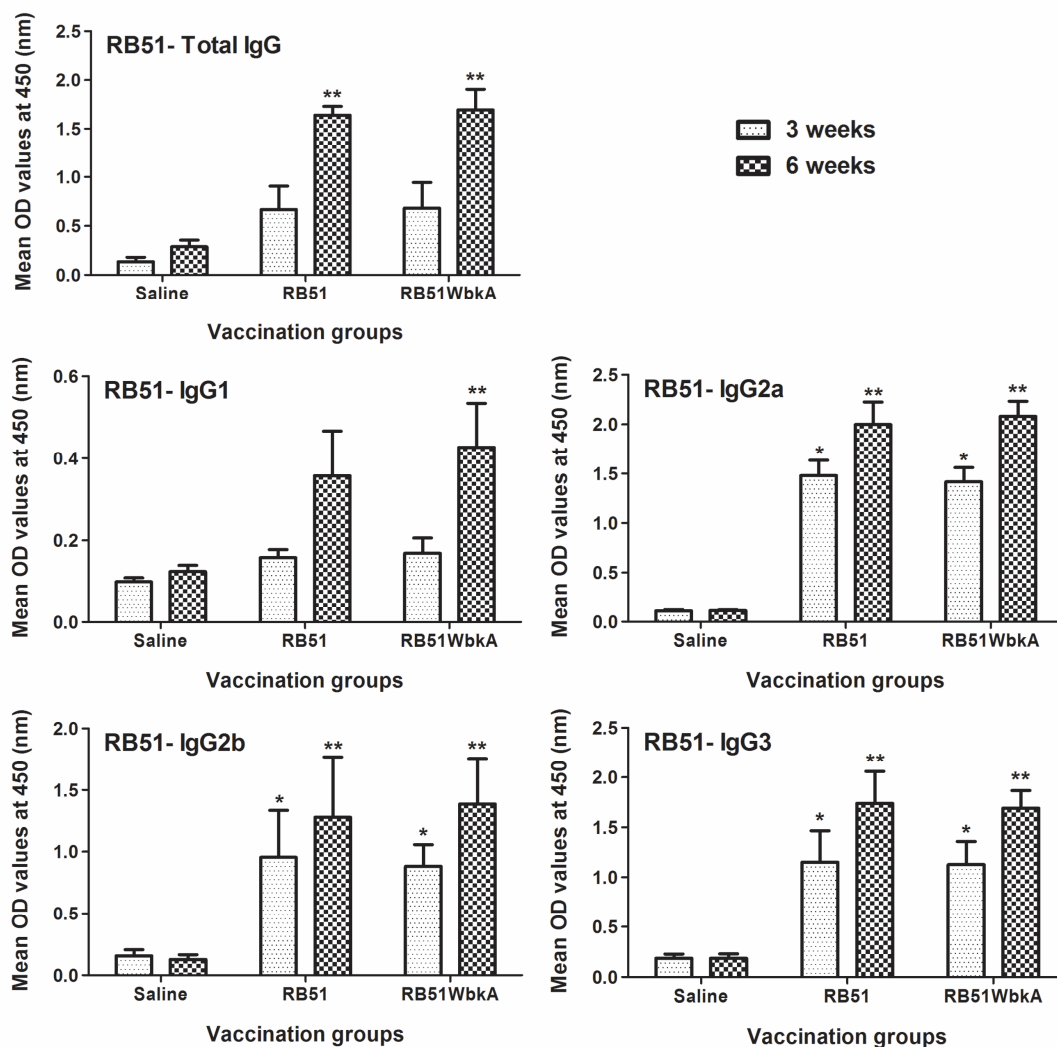 RB51- Total IgG
Mean OD values at 450 (nm)
2.5
2.0
1.5
1.0
0.5
0.0
**
**
Saline RB51 RB51WbkA
Vaccination groups
3 weeks
6 weeks
RB51- IgG1
Mean OD values at 450 (nm)
0.6
0.4
0.2
0.0
**
Saline RB51 RB51WbkA
Vaccination groups
RB51- IgG2a
Mean OD values at 450 (nm)
2.5
2.0
1.5
1.0
0.5
0.0
* ** * **
Saline RB51 RB51WbkA
Vaccination groups
RB51- IgG2b
Mean OD values at 450 (nm)
2.0
1.5
1.0
0.5
0.0
* ** * **
Saline RB51 RB51WbkA
Vaccination groups
RB51- IgG3
Mean OD values at 450 (nm)
2.5
2.0
1.5
1.0
0.5
0.0
* ** * **
Saline RB51 RB51WbkA
Vaccination groups